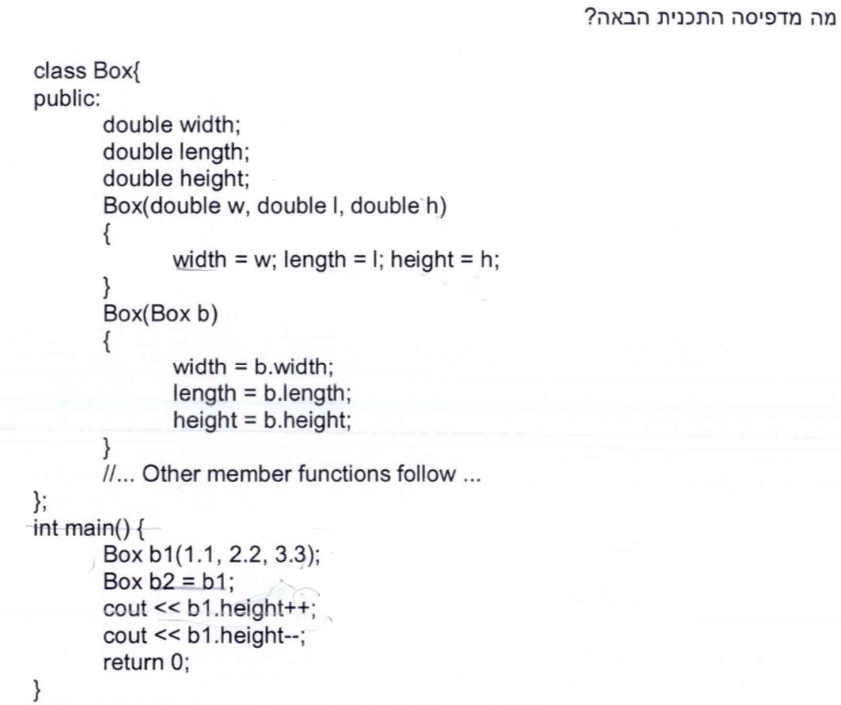 מה מדפיסה התכנית הבאה?
class Box{
public:
double width;
double length;
double height;
Box(double w, double l, double h)
{
width = w; length = l; height = h;
}
Box(Box b)
{
width = b.width;
length = b.length;
height = b.height;
}
//... Other member functions follow ...
};
int main() {
Box b1(1.1, 2.2, 3.3);
Box b2 = b1;
cout << b1.height++;
cout << b1.height--;
return 0;
}